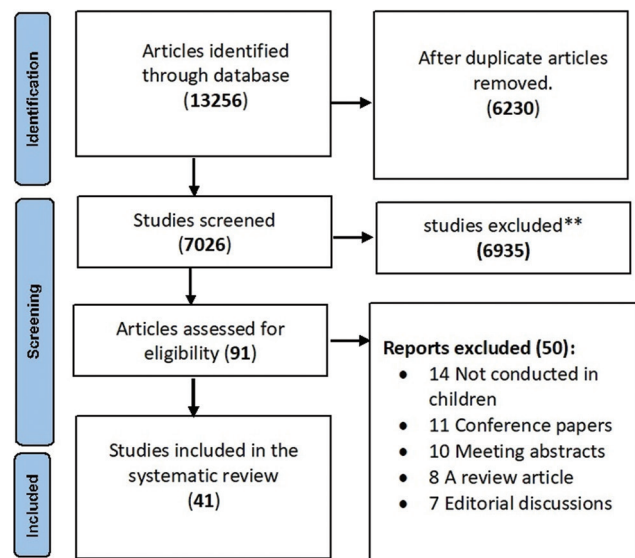 Identification
Articles identified
through database
(13256)
After duplicate articles
removed.
(6230)
Screening
Studies screened
(7026)
studies excluded**
(6935)
Articles assessed for
eligibility (91)
Reports excluded (50):
• 14 Not conducted in
children
• 11 Conference papers
• 10 Meeting abstracts
• 8 A review article
• 7 Editorial discussions
Included
Studies included in the
systematic review
(41)